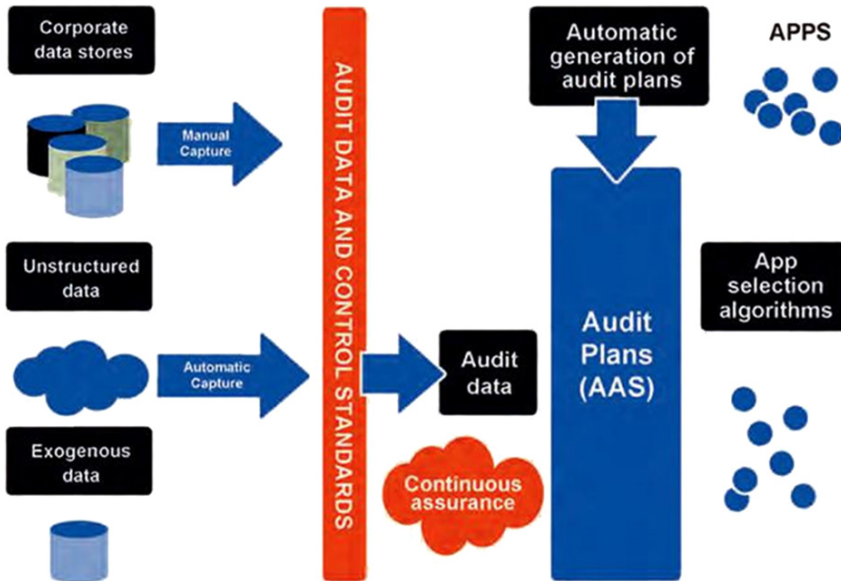 Corporate
data stores
Manual
Capture
Unstructured
data
Automatic
Capture
Exogenous
data
AUDIT DATA AND CONTROL STANDARDS
Audit
data
Continuous
assurance
Automatic
generation of
audit plans
Audit
Plans
(AAS)
APPS
App
selection
algorithms